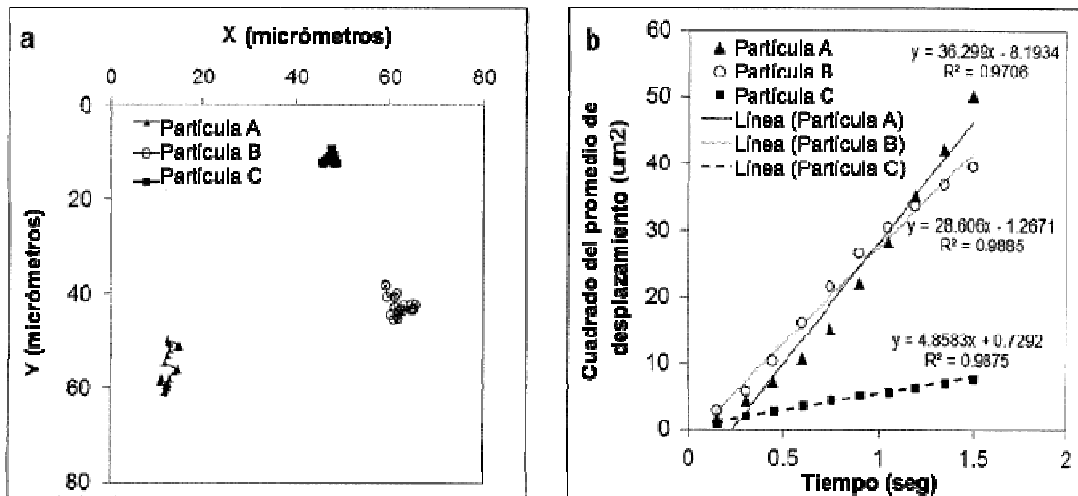 a
X (micrómetros)
0 20 40 60 80
0
20
40
60
80
Y (micrómetros)
Partícula A
Partícula B
Partícula C
b
Cuadrado del promedio de
desplazamiento (um2)
60
50
40
30
20
10
0
0 0.5 1 1.5 2
Tiempo (seg)
Partícula A
Partícula B
Partícula C
Línea (Partícula A)
Línea (Partícula B)
Línea (Partícula C)
y = 36.299x - 8.1934
R² = 0.9706
y = 28.606x - 1.2671
R² = 0.9885
y = 4.8583x + 0.7292
R² = 0.9875